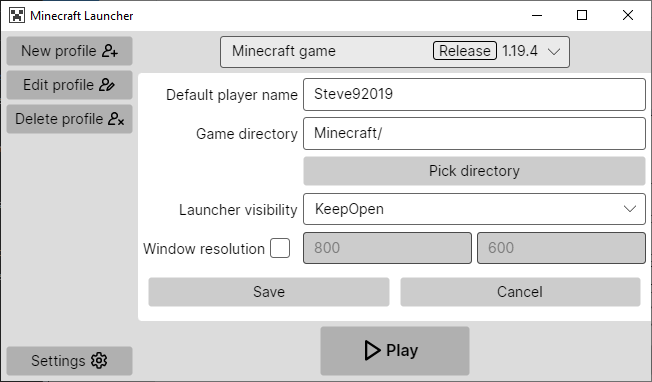 Minecraft Launcher
New profile
Minecraft game Release 1.19.4
Edit profile
Delete profile
Default player name Steve92019
Game directory Minecraft/
Pick directory
Launcher visibility KeepOpen
Window resolution 800 600
Save Cancel
Settings
Play